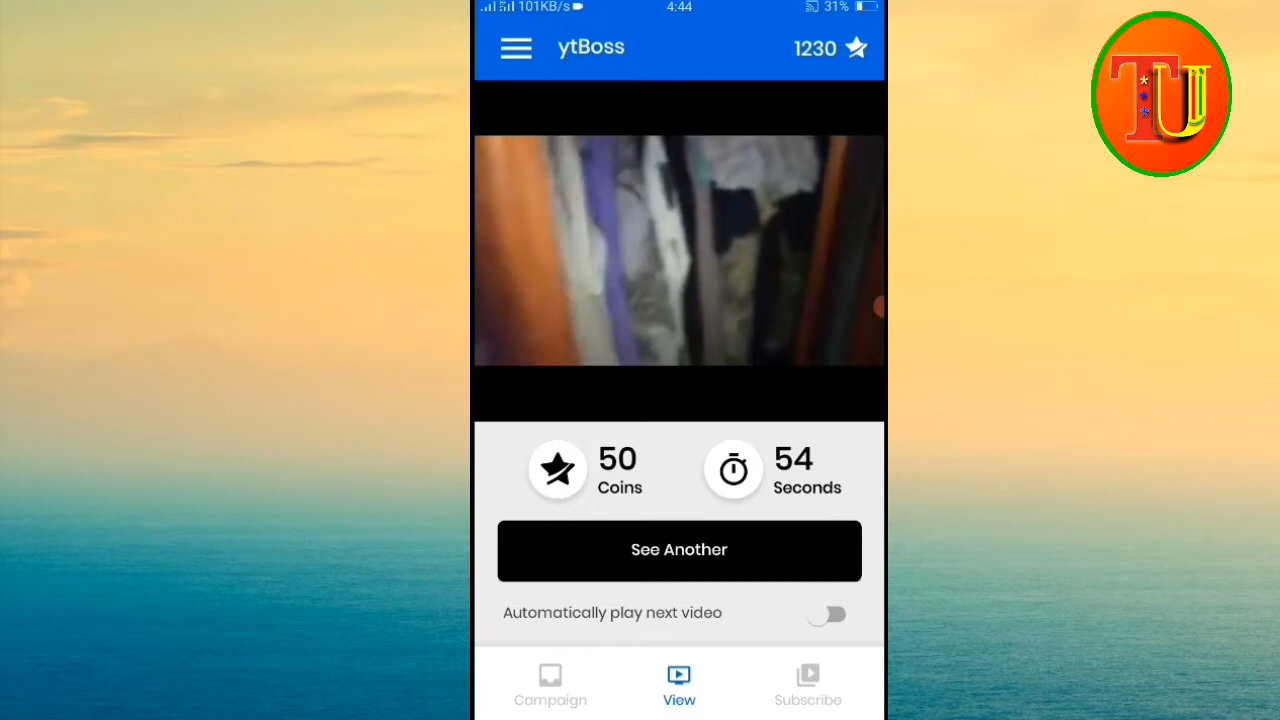 101KB/s 4:44 31%
ytBoss 1230
TU
50 Coins
54 Seconds
See Another
Automatically play next video
Campaign View Subscribe